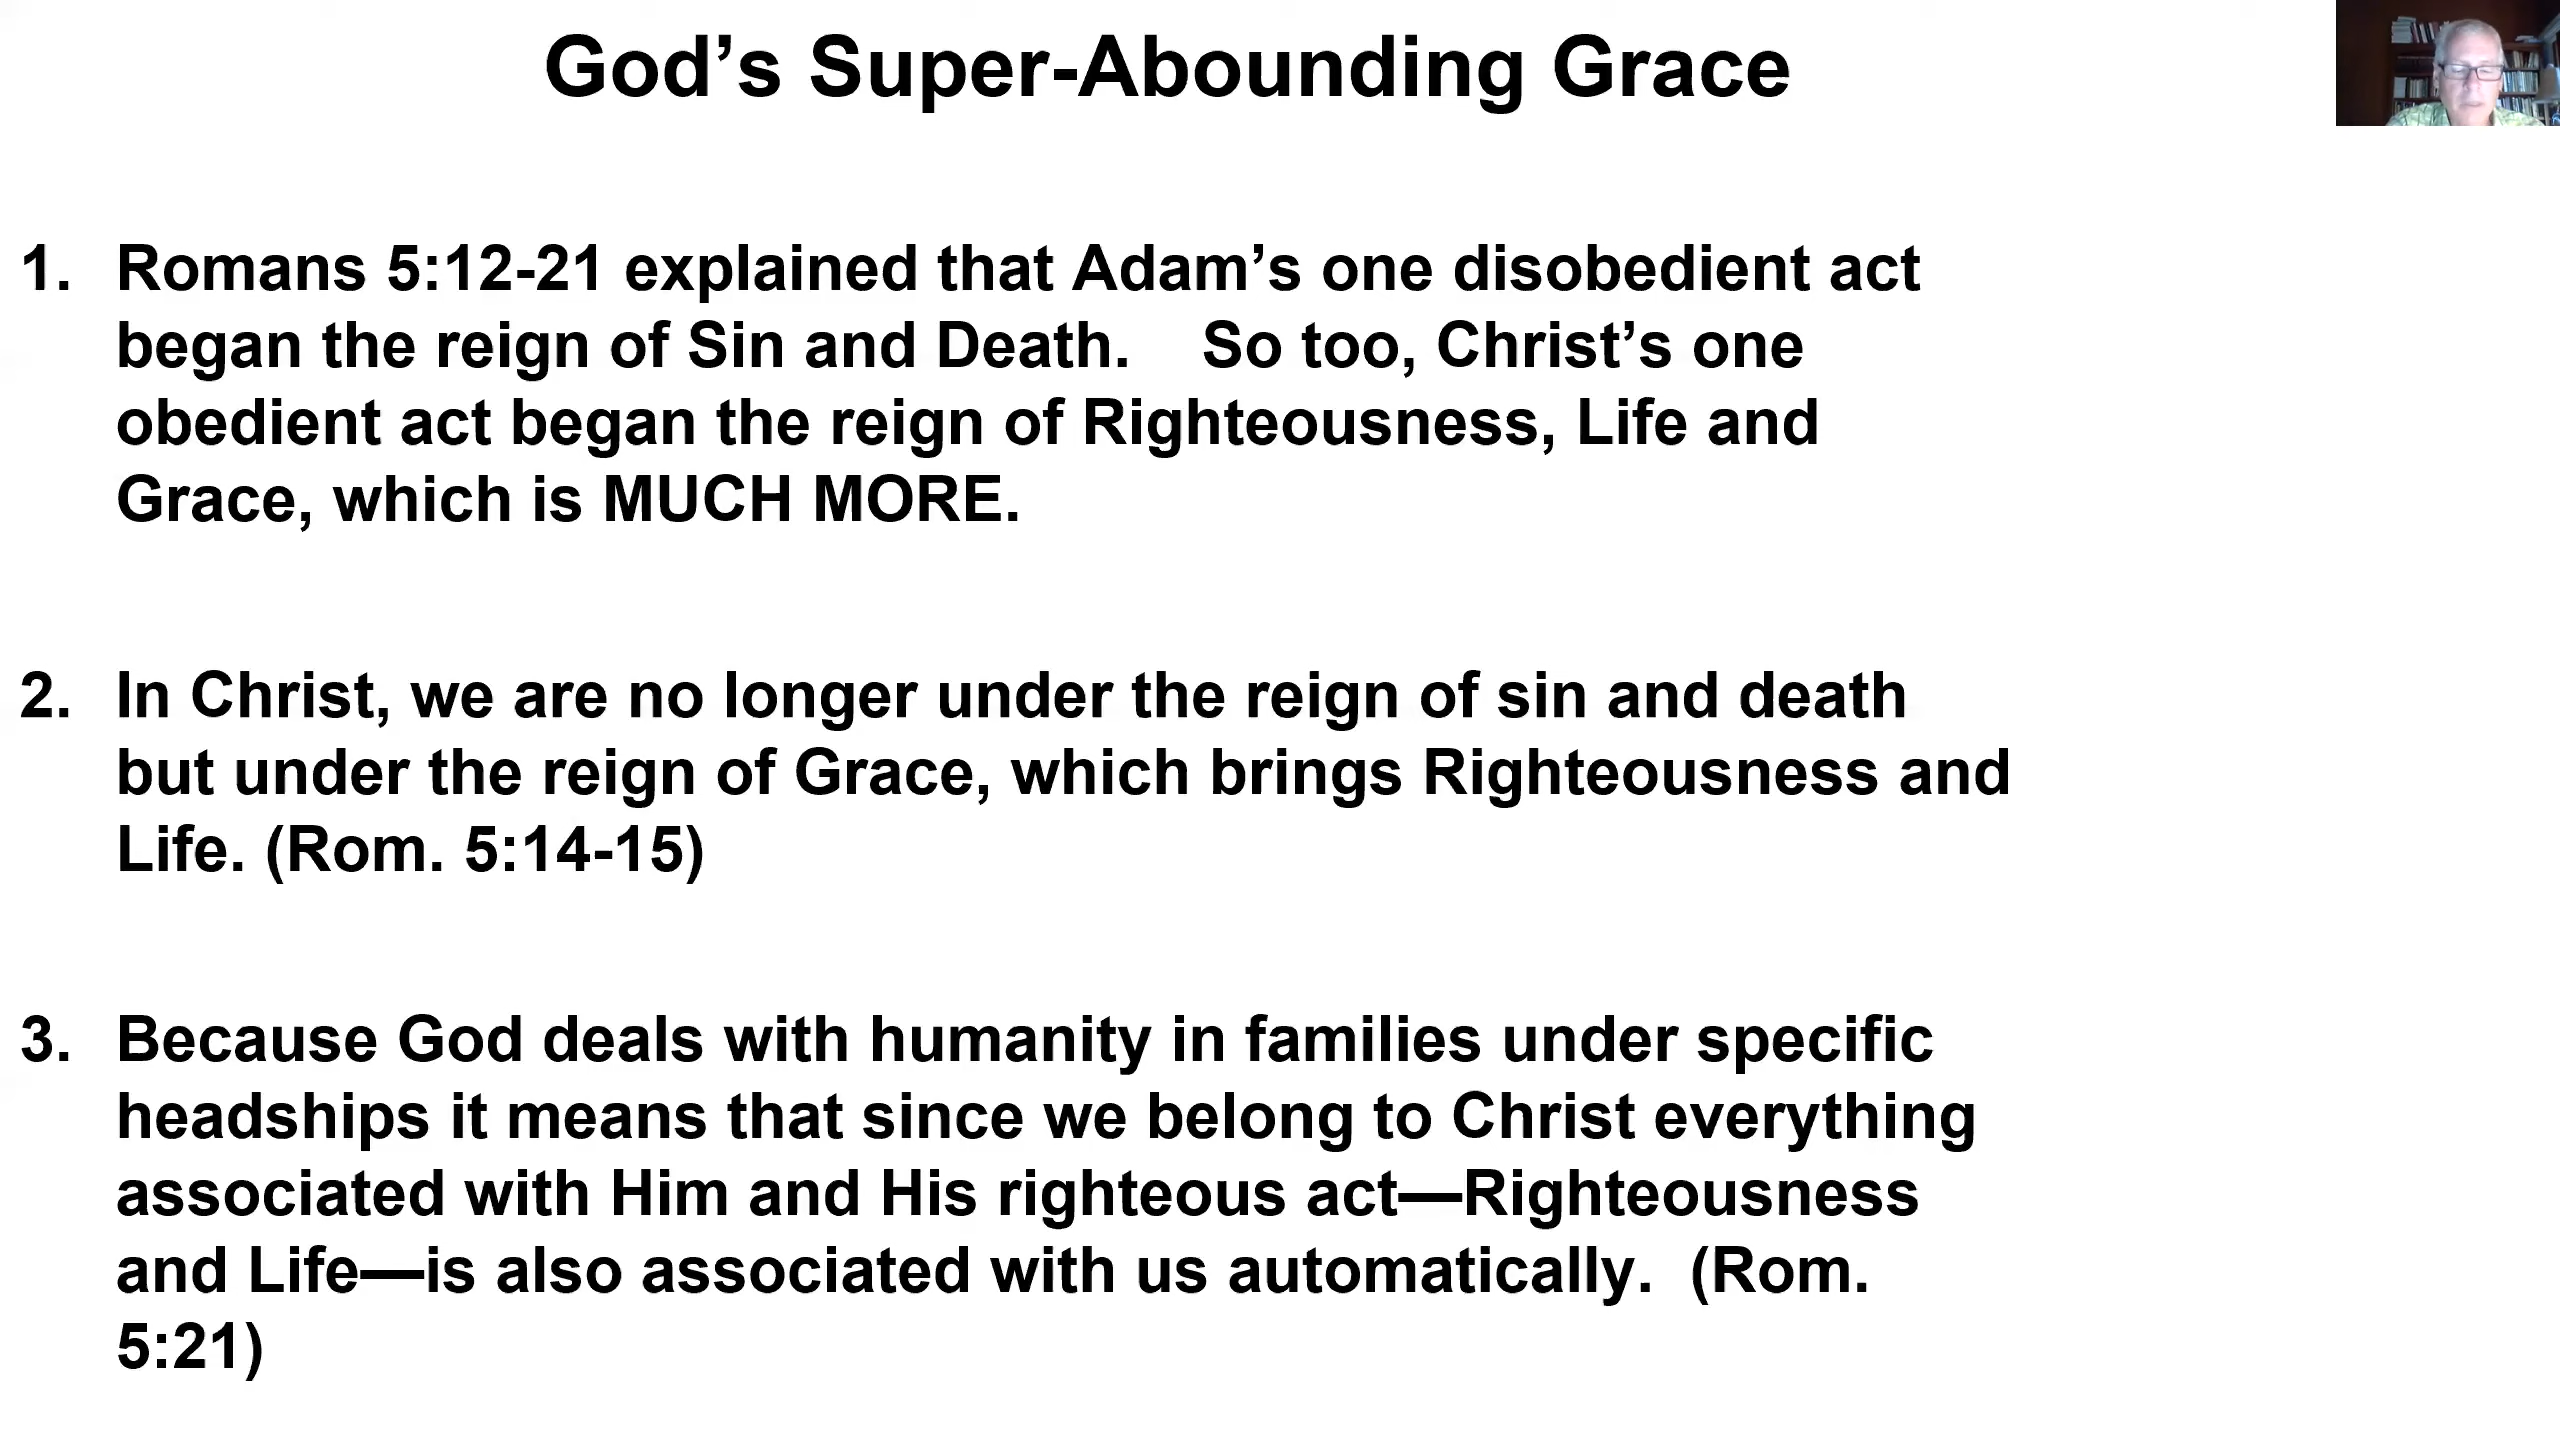 God’s Super-Abounding Grace
1. Romans 5:12-21 explained that Adam’s one disobedient act
began the reign of Sin and Death.    So too, Christ’s one
obedient act began the reign of Righteousness, Life and
Grace, which is MUCH MORE.
2. In Christ, we are no longer under the reign of sin and death
but under the reign of Grace, which brings Righteousness and
Life. (Rom. 5:14-15)
3. Because God deals with humanity in families under specific
headships it means that since we belong to Christ everything
associated with Him and His righteous act—Righteousness
and Life—is also associated with us automatically.  (Rom.
5:21)